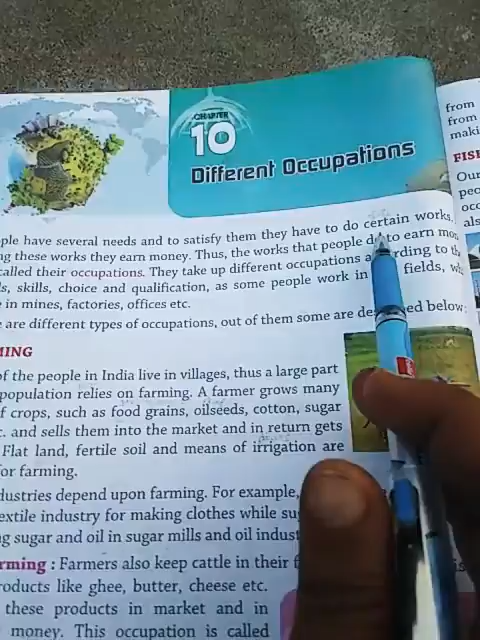 CHAPTER
10
Different Occupations
ple have several needs and to satisfy them they have to do certain works.
ng these works they earn money. Thus, the works that people do to earn mon
called their occupations. They take up different occupations a rding to th
s, skills, choice and qualification, as some people work in fields, wh
e in mines, factories, offices etc.
e are different types of occupations, out of them some are des ed below:
MING
of the people in India live in villages, thus a large part
population relies on farming. A farmer grows many
f crops, such as food grains, oilseeds, cotton, sugar
c. and sells them into the market and in return gets
Flat land, fertile soil and means of irrigation are
or farming.
dustries depend upon farming. For example,
extile industry for making clothes while su
g sugar and oil in sugar mills and oil indust
rming : Farmers also keep cattle in their f
roducts like ghee, butter, cheese etc.
these products in market and in
money. This occupation is called
from
from
maki
FIS
Our
peo
occ
als